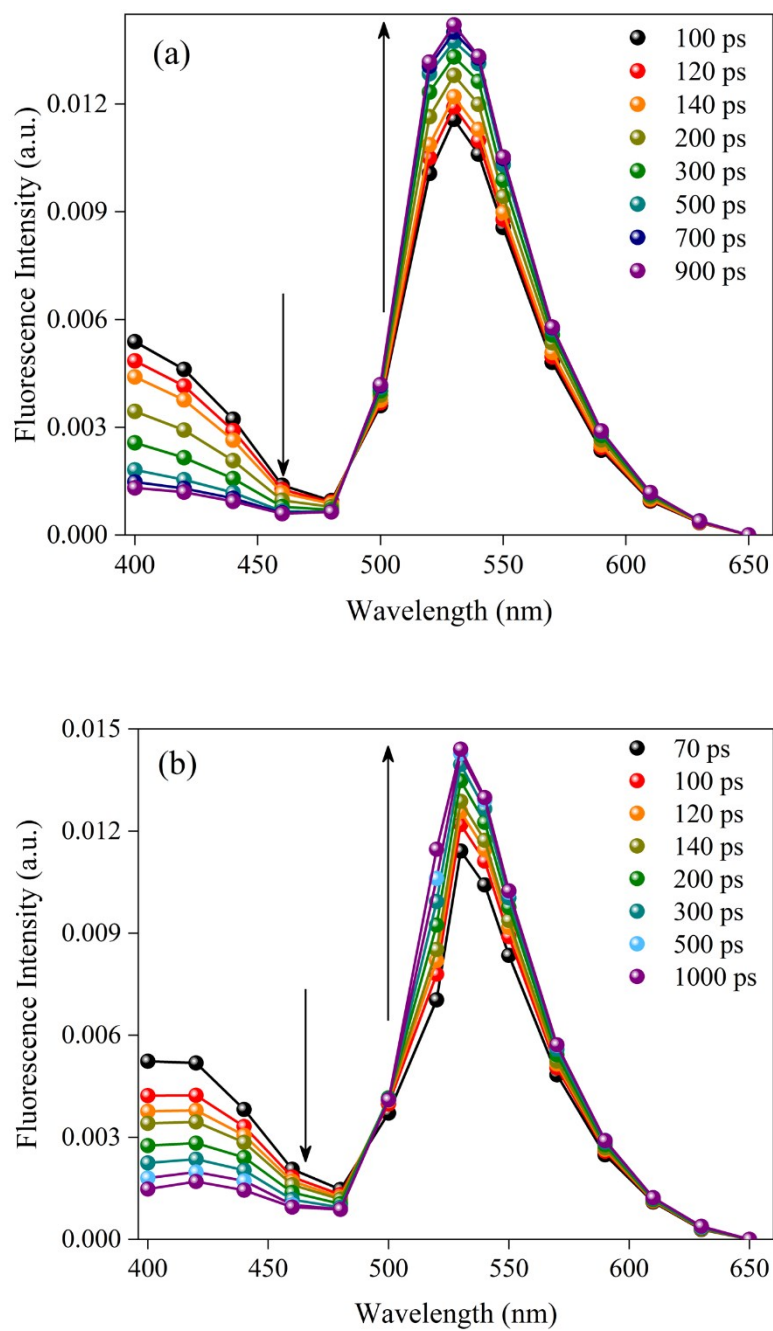 (a)
100 ps
120 ps
140 ps
200 ps
300 ps
500 ps
700 ps
900 ps
Fluorescence Intensity (a.u.)
0.012
0.009
0.006
0.003
0.000
400 450 500 550 600 650
Wavelength (nm)
(b)
70 ps
100 ps
120 ps
140 ps
200 ps
300 ps
500 ps
1000 ps
Fluorescence Intensity (a.u.)
0.015
0.012
0.009
0.006
0.003
0.000
400 450 500 550 600 650
Wavelength (nm)